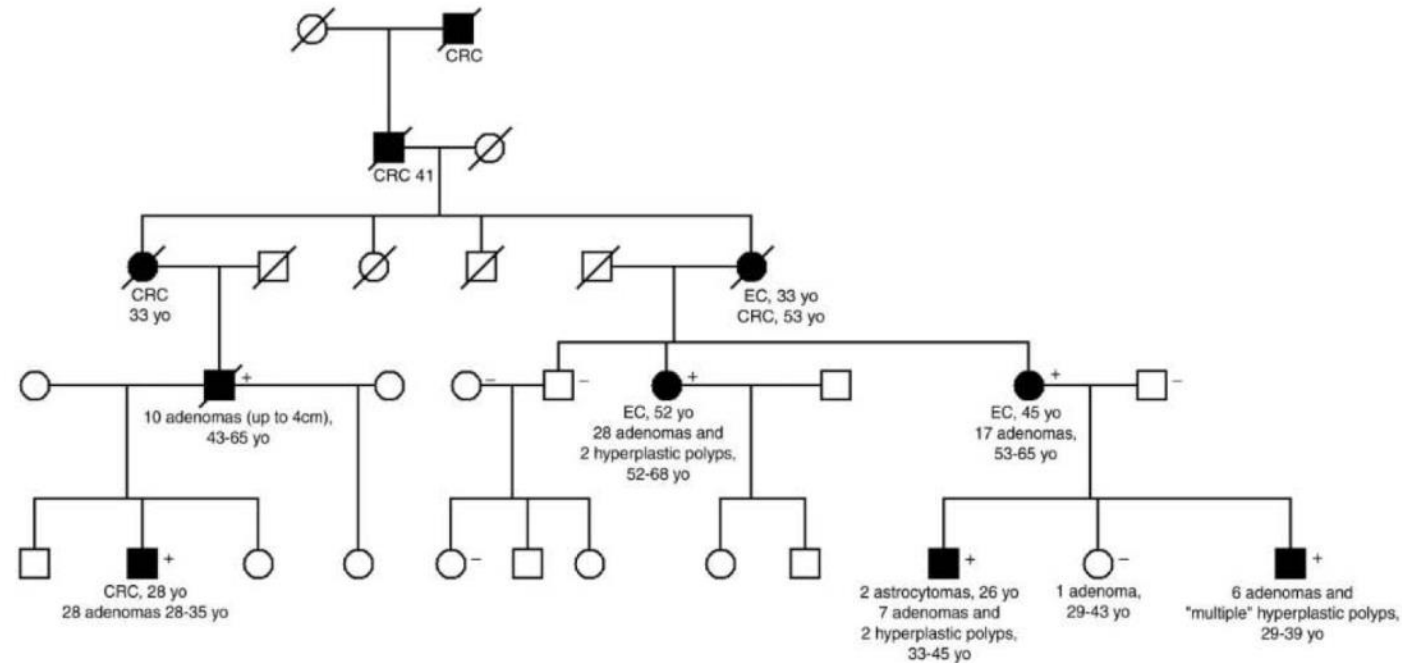 CRC
CRC 41
CRC
33 yo
EC, 33 yo
CRC, 53 yo
+
10 adenomas (up to 4cm),
43-65 yo
–
–
+
EC, 52 yo
28 adenomas and
2 hyperplastic polyps,
52-68 yo
+
EC, 45 yo
17 adenomas,
53-65 yo
–
+
CRC, 28 yo
28 adenomas 28-35 yo
–
+
2 astrocytomas, 26 yo
7 adenomas and
2 hyperplastic polyps,
33-45 yo
–
1 adenoma,
29-43 yo
+
6 adenomas and
"multiple" hyperplastic polyps,
29-39 yo